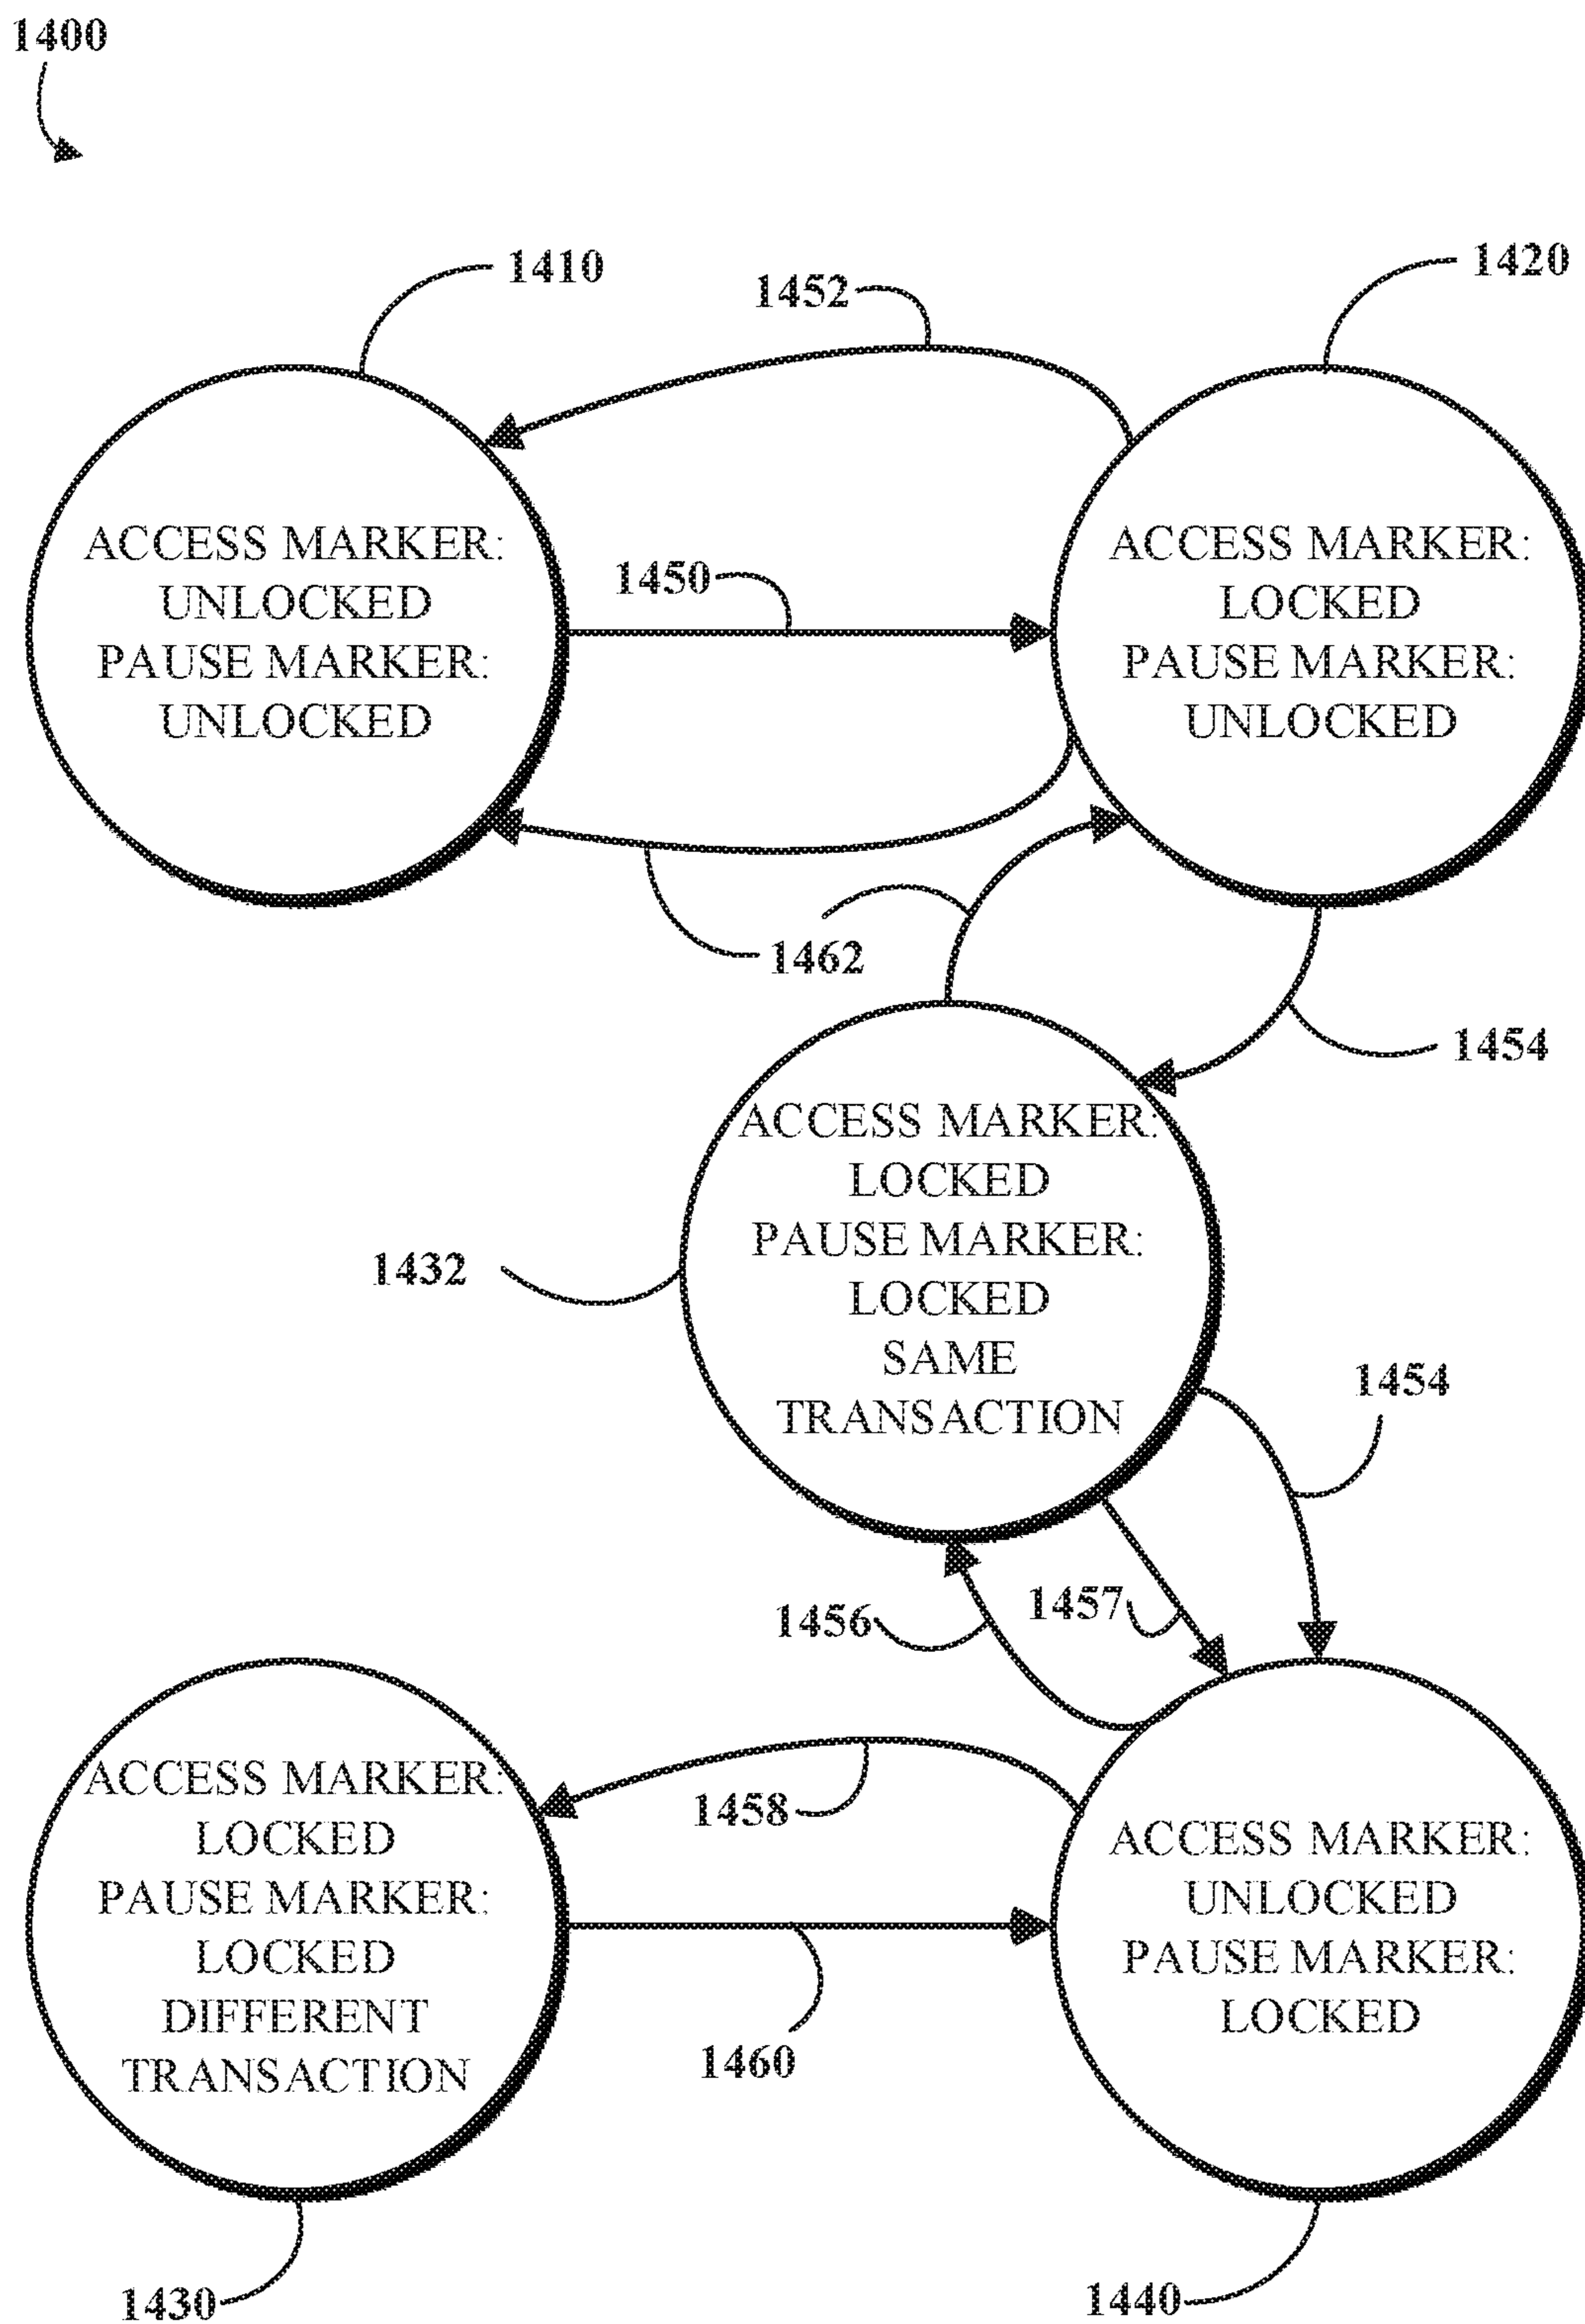 1400
1410
1452
1420
ACCESS MARKER:
UNLOCKED
PAUSE MARKER:
UNLOCKED
1450
ACCESS MARKER:
LOCKED
PAUSE MARKER:
UNLOCKED
1462
1454
ACCESS MARKER:
LOCKED
PAUSE MARKER:
LOCKED
SAME
TRANSACTION
1432
1454
1456
1457
1458
ACCESS MARKER:
LOCKED
PAUSE MARKER:
LOCKED
DIFFERENT
TRANSACTION
ACCESS MARKER:
UNLOCKED
PAUSE MARKER:
LOCKED
1460
1430
1440